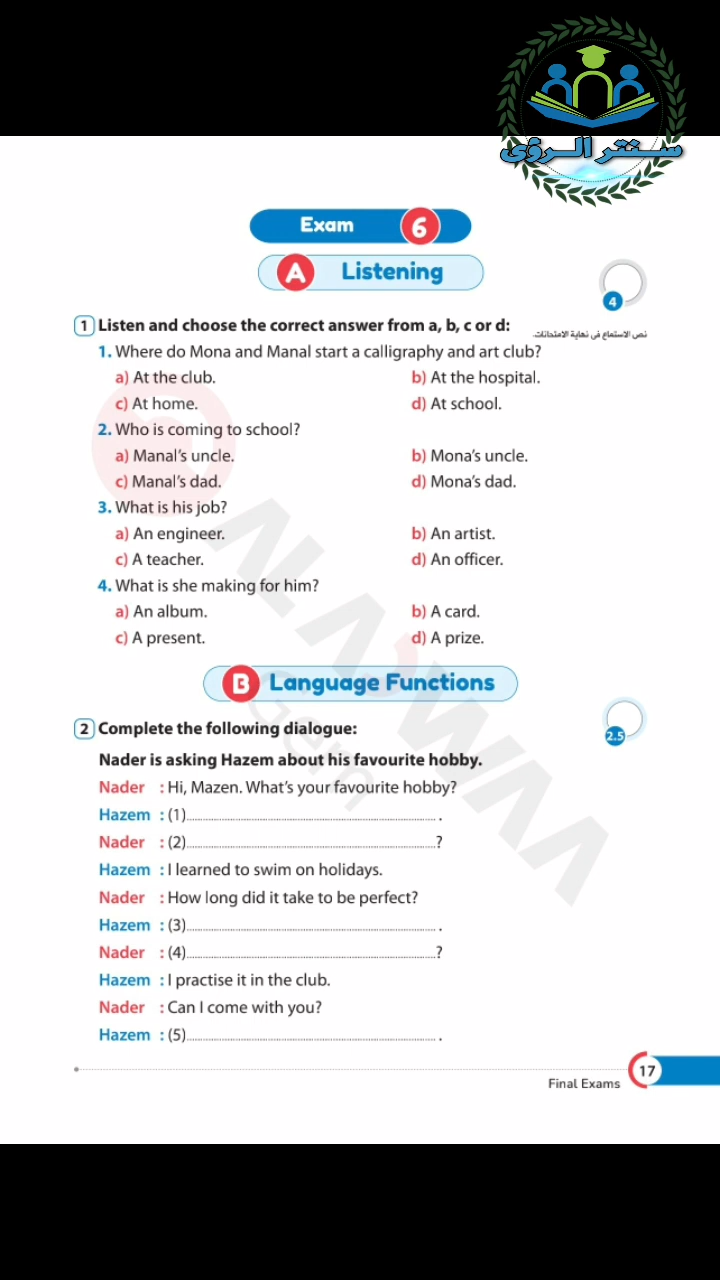 سنتر الرؤى
Exam 6
A Listening
4
1 Listen and choose the correct answer from a, b, c or d:
نص الاستماع فى نهاية الامتحانات.
1. Where do Mona and Manal start a calligraphy and art club?
a) At the club. b) At the hospital.
c) At home. d) At school.
2. Who is coming to school?
a) Manal's uncle. b) Mona's uncle.
c) Manal's dad. d) Mona's dad.
3. What is his job?
a) An engineer. b) An artist.
c) A teacher. d) An officer.
4. What is she making for him?
a) An album. b) A card.
c) A present. d) A prize.
B Language Functions
2.5
2 Complete the following dialogue:
Nader is asking Hazem about his favourite hobby.
Nader : Hi, Mazen. What's your favourite hobby?
Hazem : (1)........................................ .
Nader : (2)........................................?
Hazem : I learned to swim on holidays.
Nader : How long did it take to be perfect?
Hazem : (3)........................................ .
Nader : (4)........................................?
Hazem : I practise it in the club.
Nader : Can I come with you?
Hazem : (5)........................................ .
17
Final Exams
ALAWAA
Gem